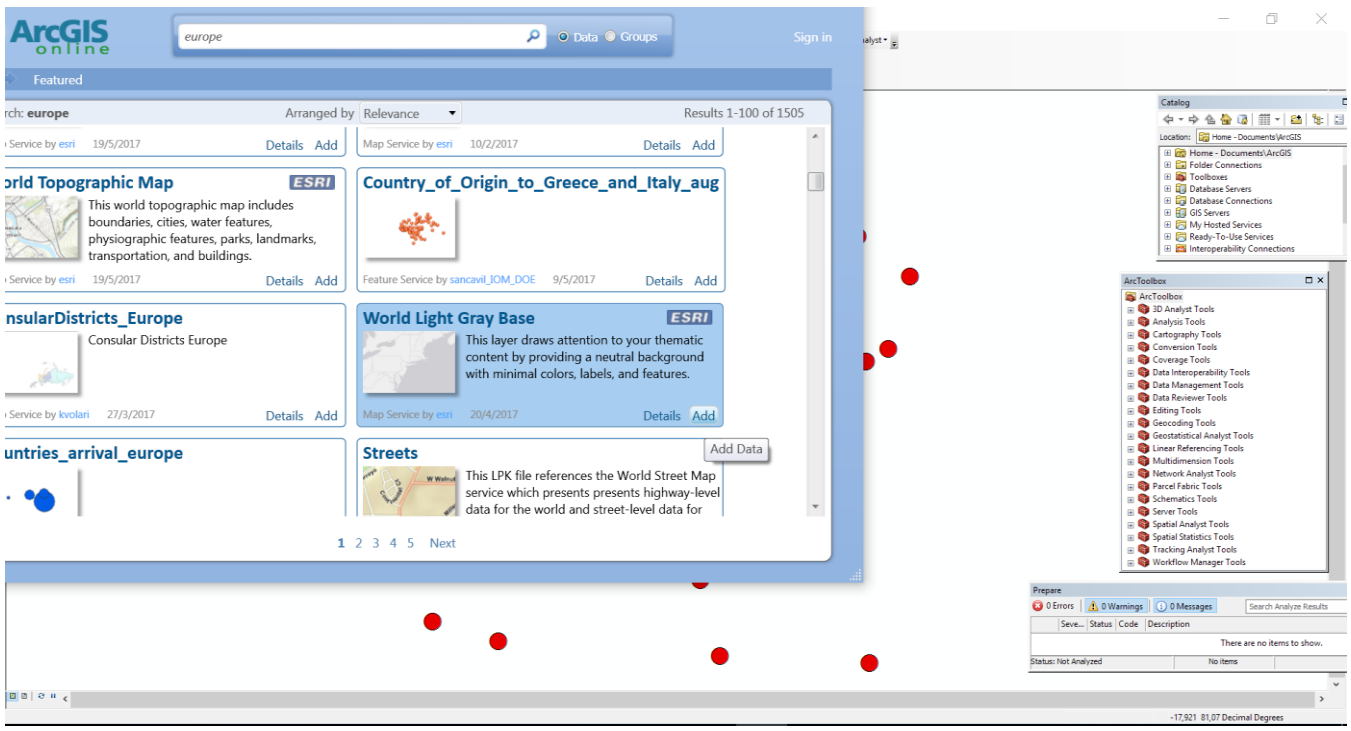 ArcGIS
online
europe
Data Groups
Sign in
alyst
Featured
rch: europe
Arranged by Relevance
Results 1-100 of 1505
Service by esri 19/5/2017 Details Add
Map Service by esri 10/2/2017 Details Add
orld Topographic Map
ESRI
This world topographic map includes
boundaries, cities, water features,
physiographic features, parks, landmarks,
transportation, and buildings.
Service by esri 19/5/2017 Details Add
Country_of_Origin_to_Greece_and_Italy_aug
Feature Service by sancavil_IOM_DOE 9/5/2017 Details Add
nsularDistricts_Europe
Consular Districts Europe
Service by kvolari 27/3/2017 Details Add
World Light Gray Base
ESRI
This layer draws attention to your thematic
content by providing a neutral background
with minimal colors, labels, and features.
Map Service by esri 20/4/2017 Details Add
Add Data
untries_arrival_europe
Streets
W Walnut
This LPK file references the World Street Map
service which presents presents highway-level
data for the world and street-level data for
1 2 3 4 5 Next
Catalog
Location: Home - Documents\ArcGIS
Home - Documents\ArcGIS
Folder Connections
Toolboxes
Database Servers
Database Connections
GIS Servers
My Hosted Services
Ready-To-Use Services
Interoperability Connections
ArcToolbox
ArcToolbox
3D Analyst Tools
Analysis Tools
Cartography Tools
Conversion Tools
Coverage Tools
Data Interoperability Tools
Data Management Tools
Data Reviewer Tools
Editing Tools
Geocoding Tools
Geostatistical Analyst Tools
Linear Referencing Tools
Multidimension Tools
Network Analyst Tools
Parcel Fabric Tools
Schematics Tools
Server Tools
Spatial Analyst Tools
Spatial Statistics Tools
Tracking Analyst Tools
Workflow Manager Tools
Prepare
0 Errors 0 Warnings 0 Messages Search Analyze Results
Seve... Status Code Description
There are no items to show.
Status: Not Analyzed No items
-17,921 81,07 Decimal Degrees